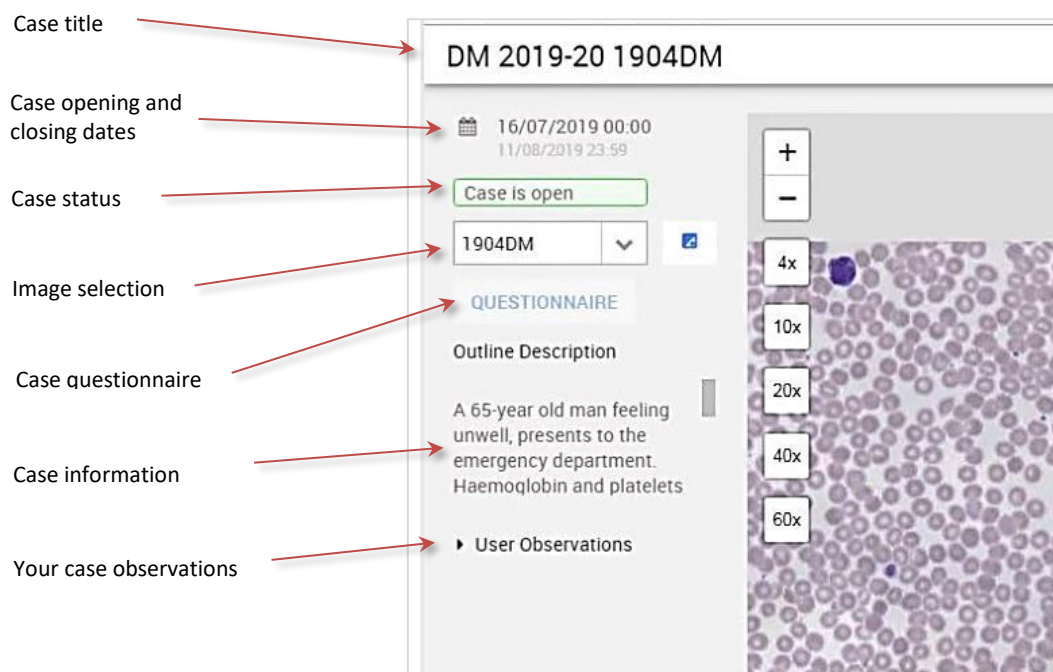 Case title
DM 2019-20 1904DM
Case opening and
closing dates
16/07/2019 00:00
11/08/2019 23:59
Case status
Case is open
Image selection
1904DM
QUESTIONNAIRE
Case questionnaire
Outline Description
A 65-year old man feeling
unwell, presents to the
emergency department.
Haemoglobin and platelets
Case information
User Observations
Your case observations
+
−
4x
10x
20x
40x
60x